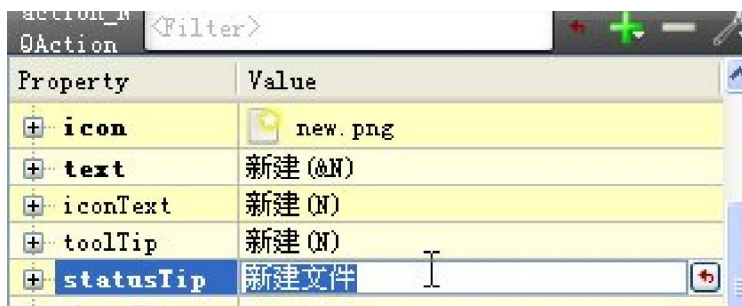 QAction
<Filter>
Property Value
icon new.png
text 新建(&N)
iconText 新建(N)
toolTip 新建(N)
statusTip 新建文件